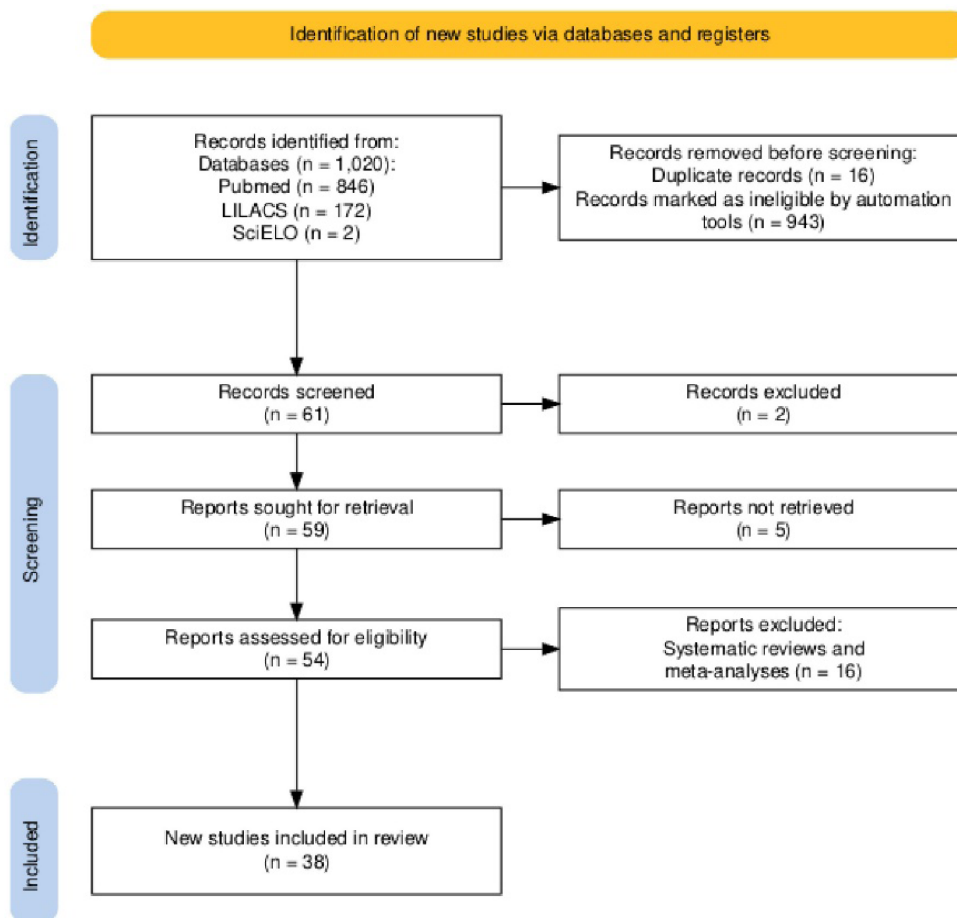 Identification of new studies via databases and registers
Identification
Records identified from:
Databases (n = 1,020):
Pubmed (n = 846)
LILACS (n = 172)
SciELO (n = 2)
Records removed before screening:
Duplicate records (n = 16)
Records marked as ineligible by automation
tools (n = 943)
Screening
Records screened
(n = 61)
Records excluded
(n = 2)
Reports sought for retrieval
(n = 59)
Reports not retrieved
(n = 5)
Reports assessed for eligibility
(n = 54)
Reports excluded:
Systematic reviews and
meta-analyses (n = 16)
Included
New studies included in review
(n = 38)